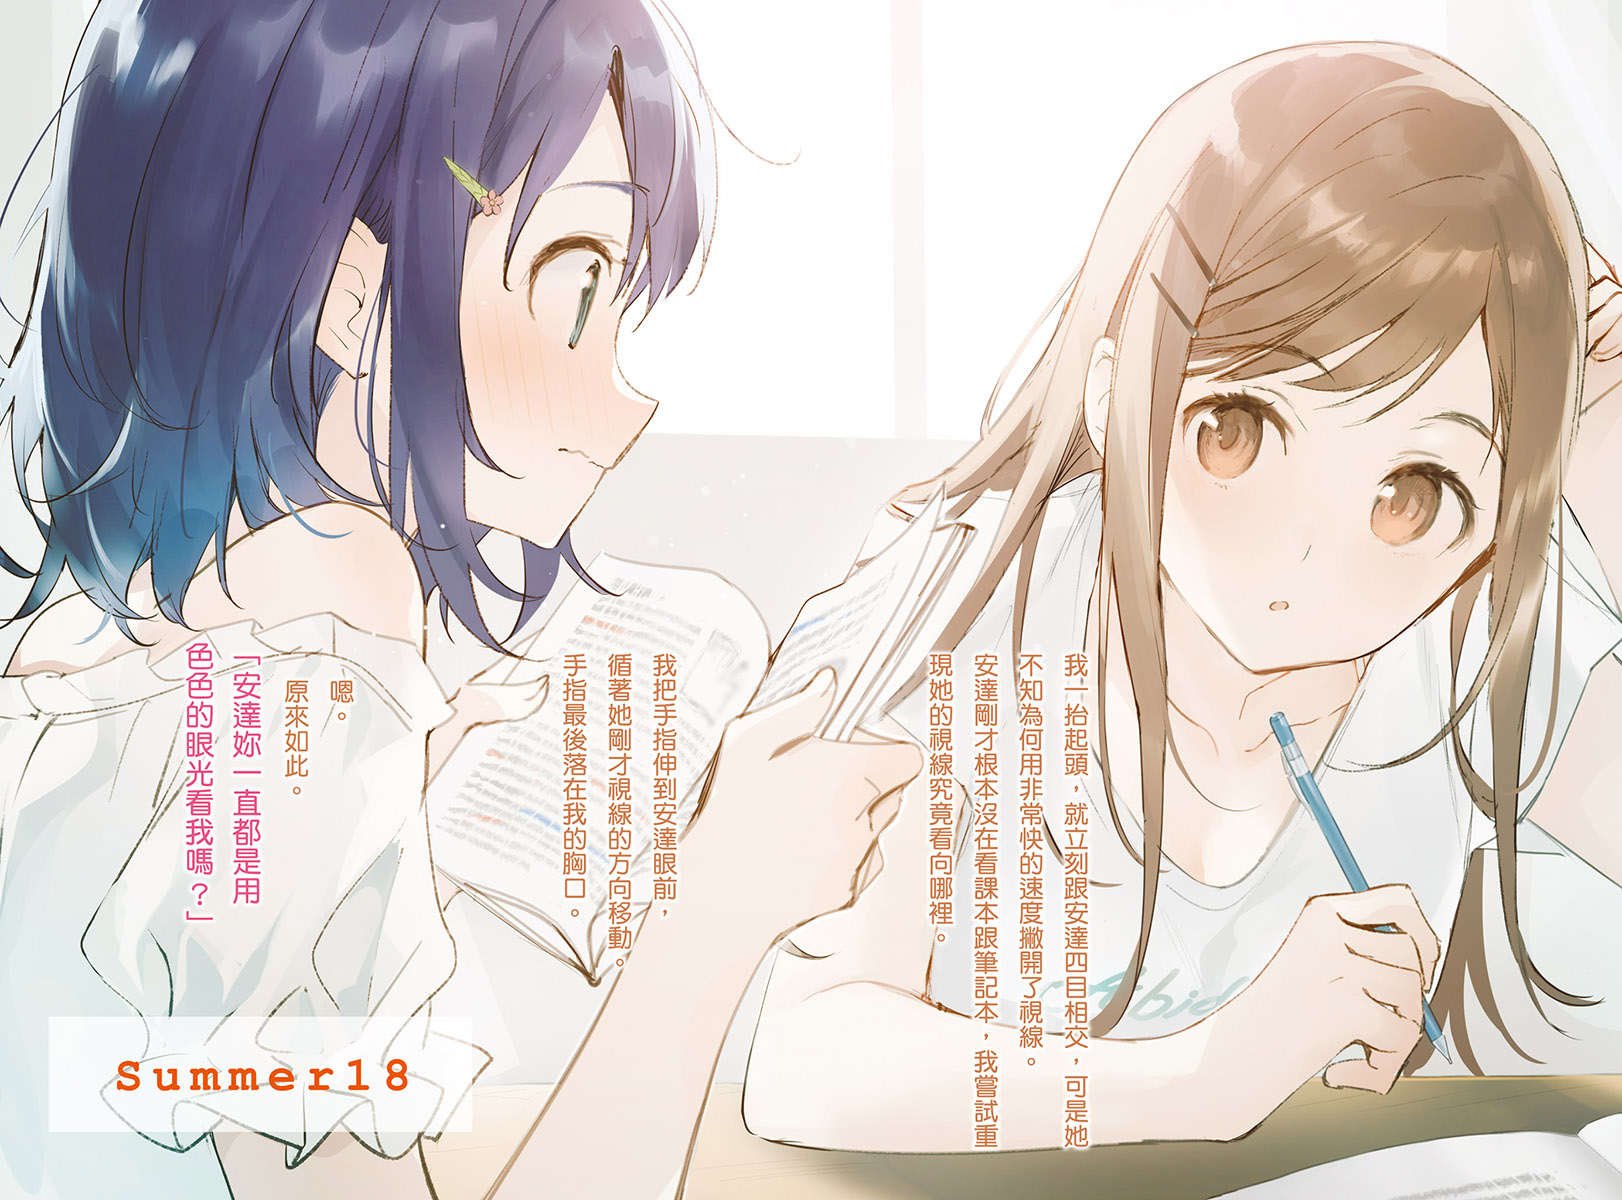 我一抬起頭，就立刻跟安達四目相交，可是她
不知為何用非常快的速度撇開了視線。
安達剛才根本沒在看課本跟筆記本，我嘗試重
現她的視線究竟看向哪裡。
我把手指伸到安達眼前，
循著她剛才視線的方向移動。
手指最後落在我的胸口。
嗯。
原來如此。
「安達妳一直都是用
色色的眼光看我嗎？」
Summer18